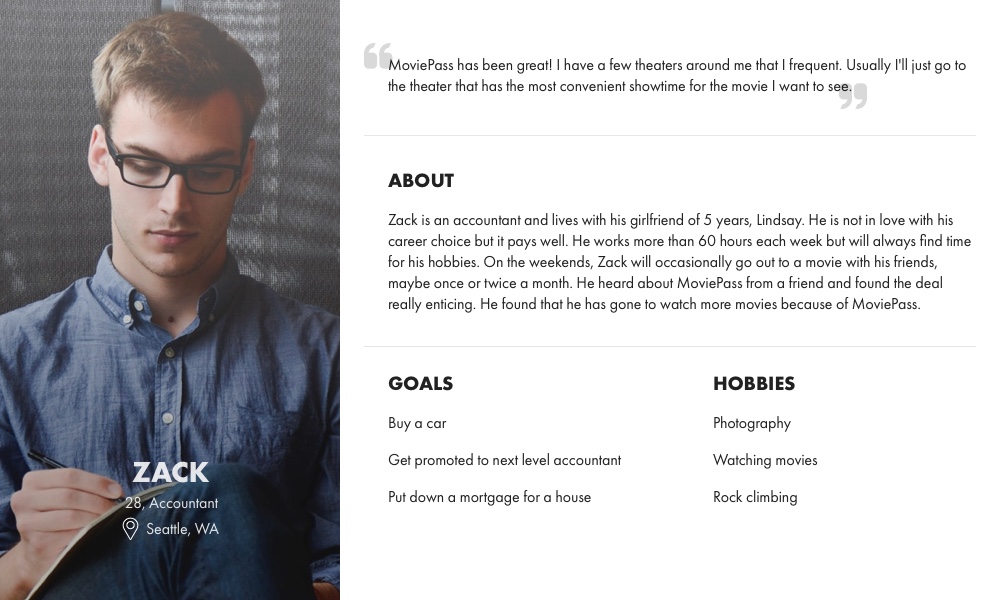 MoviePass has been great! I have a few theaters around me that I frequent. Usually I'll just go to
the theater that has the most convenient showtime for the movie I want to see.
ABOUT
Zack is an accountant and lives with his girlfriend of 5 years, Lindsay. He is not in love with his
career choice but it pays well. He works more than 60 hours each week but will always find time
for his hobbies. On the weekends, Zack will occasionally go out to a movie with his friends,
maybe once or twice a month. He heard about MoviePass from a friend and found the deal
really enticing. He found that he has gone to watch more movies because of MoviePass.
GOALS
Buy a car
Get promoted to next level accountant
Put down a mortgage for a house
HOBBIES
Photography
Watching movies
Rock climbing
ZACK
28, Accountant
Seattle, WA